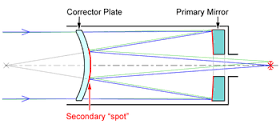 Corrector Plate
Primary Mirror
Secondary “spot”